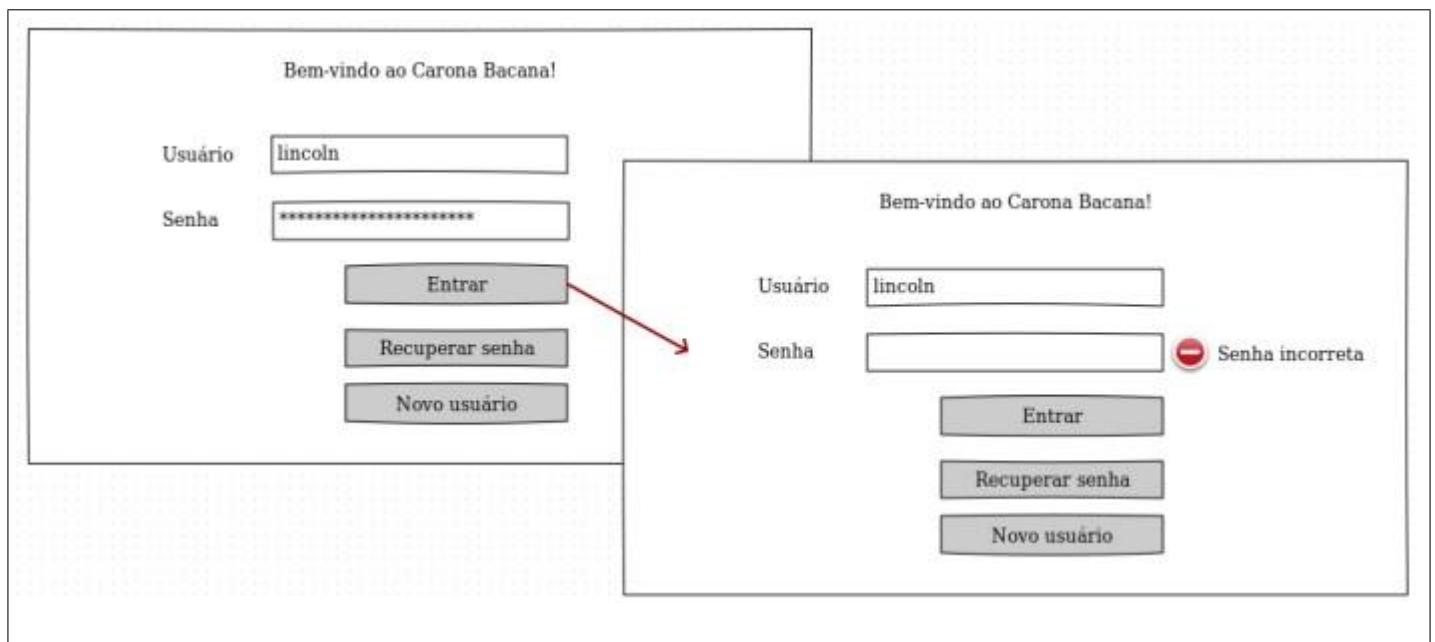 Bem-vindo ao Carona Bacana!
Usuário lincoln
Senha **********************
Entrar
Recuperar senha
Novo usuário
Bem-vindo ao Carona Bacana!
Usuário lincoln
Senha Senha incorreta
Entrar
Recuperar senha
Novo usuário